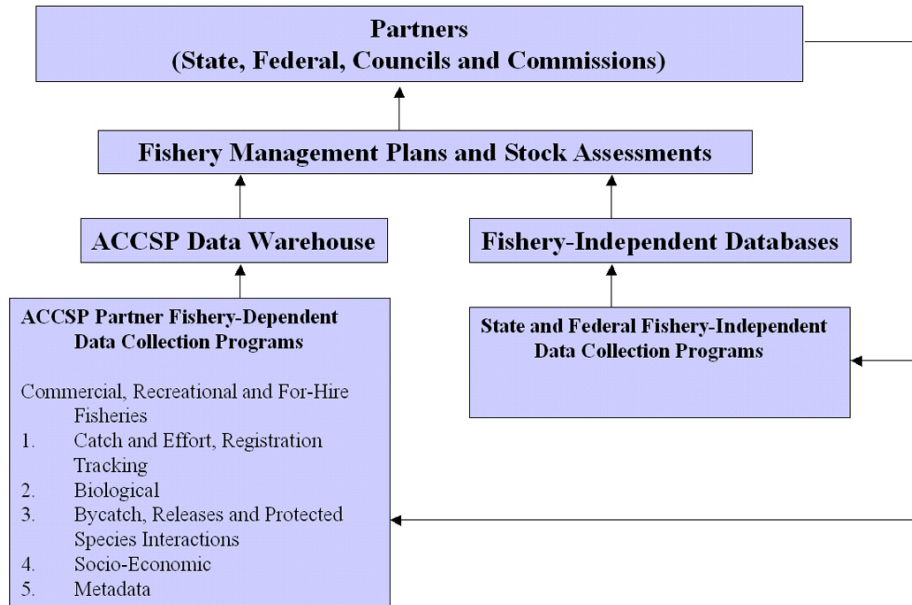 Partners
(State, Federal, Councils and Commissions)
Fishery Management Plans and Stock Assessments
ACCSP Data Warehouse
Fishery-Independent Databases
ACCSP Partner Fishery-Dependent
Data Collection Programs
Commercial, Recreational and For-Hire
Fisheries
1. Catch and Effort, Registration
Tracking
2. Biological
3. Bycatch, Releases and Protected
Species Interactions
4. Socio-Economic
5. Metadata
State and Federal Fishery-Independent
Data Collection Programs